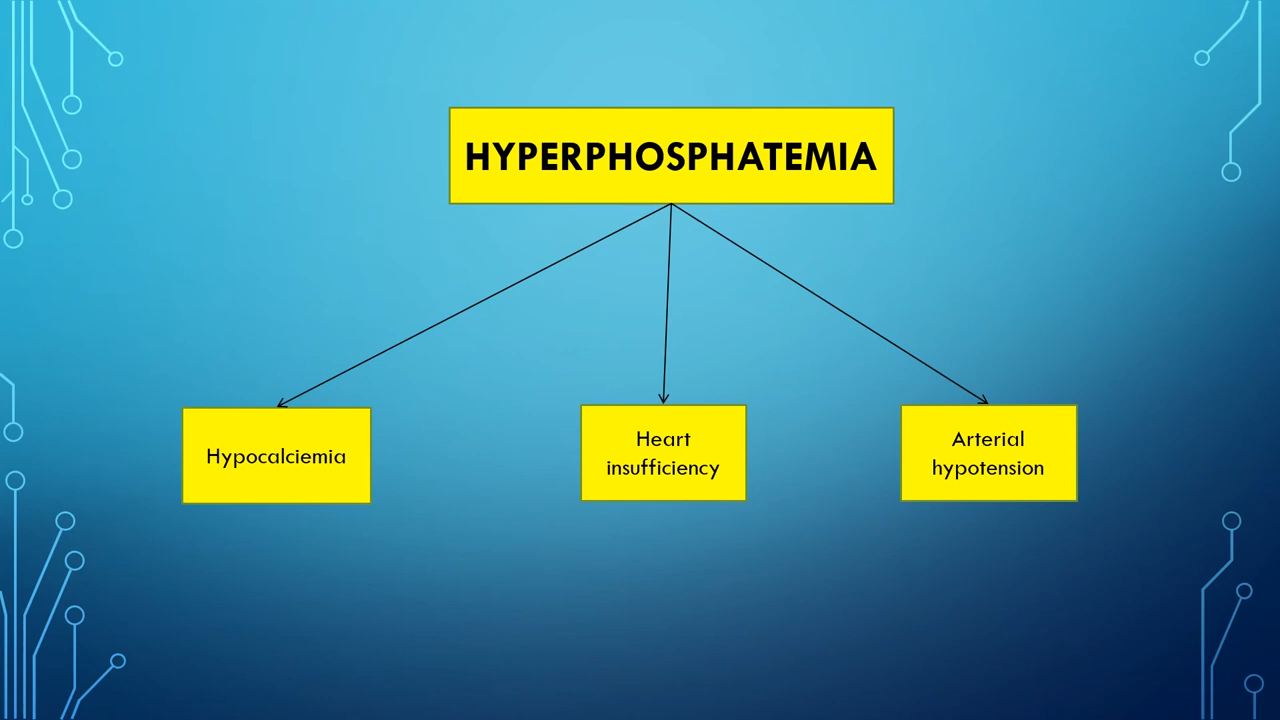 HYPERPHOSPHATEMIA
Hypocalciemia
Heart
insufficiency
Arterial
hypotension